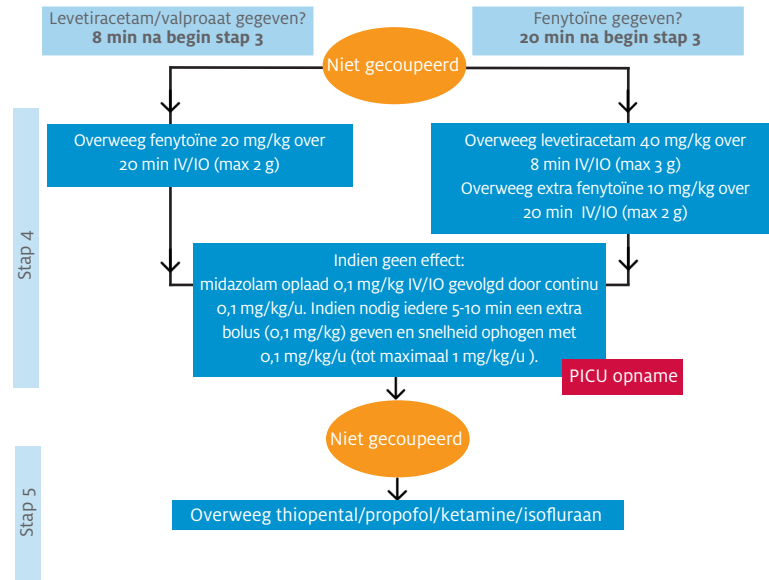 Levetiracetam/valproaat gegeven?
8 min na begin stap 3
Fenytoïne gegeven?
20 min na begin stap 3
Niet gecoupeerd
Stap 4
Overweeg fenytoïne 20 mg/kg over
20 min IV/IO (max 2 g)
Overweeg levetiracetam 40 mg/kg over
8 min IV/IO (max 3 g)
Overweeg extra fenytoïne 10 mg/kg over
20 min IV/IO (max 2 g)
Indien geen effect:
midazolam oplaad 0,1 mg/kg IV/IO gevolgd door continu
0,1 mg/kg/u. Indien nodig iedere 5-10 min een extra
bolus (0,1 mg/kg) geven en snelheid ophogen met
0,1 mg/kg/u (tot maximaal 1 mg/kg/u ).
PICU opname
Niet gecoupeerd
Stap 5
Overweeg thiopental/propofol/ketamine/isofluraan